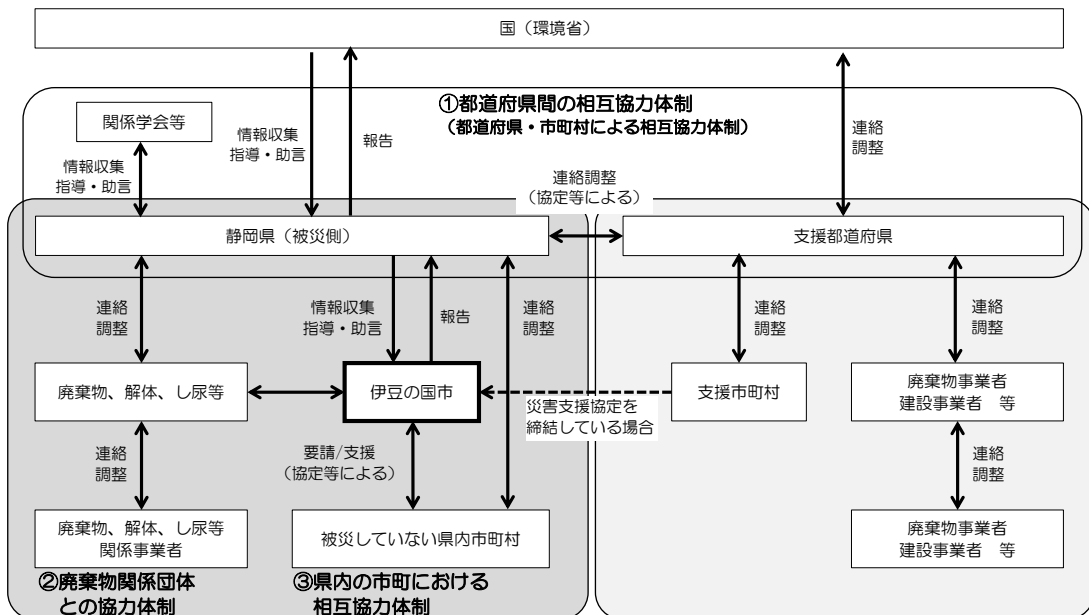 国（環境省）
①都道府県間の相互協力体制
（都道府県・市町村による相互協力体制）
関係学会等
情報収集
指導・助言
報告
連絡
調整
情報収集
指導・助言
連絡調整
（協定等による）
静岡県（被災側）
支援都道府県
連絡
調整
情報収集
指導・助言
報告
連絡
調整
連絡
調整
連絡
調整
廃棄物、解体、し尿等
伊豆の国市
支援市町村
廃棄物事業者
建設事業者　等
災害支援協定を
締結している場合
連絡
調整
要請/支援
（協定等による）
連絡
調整
廃棄物、解体、し尿等
関係事業者
被災していない県内市町村
廃棄物事業者
建設事業者　等
②廃棄物関係団体
との協力体制
③県内の市町における
相互協力体制